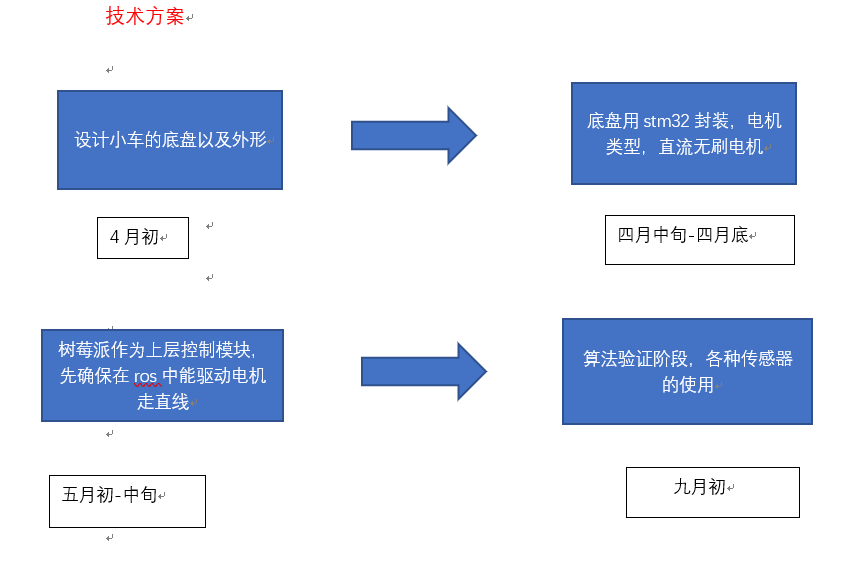 技术方案
设计小车的底盘以及外形
底盘用 stm32 封装，电机
类型，直流无刷电机
4 月初
四月中旬-四月底
树莓派作为上层控制模块，
先确保在 ros 中能驱动电机
走直线
算法验证阶段，各种传感器
的使用
五月初-中旬
九月初